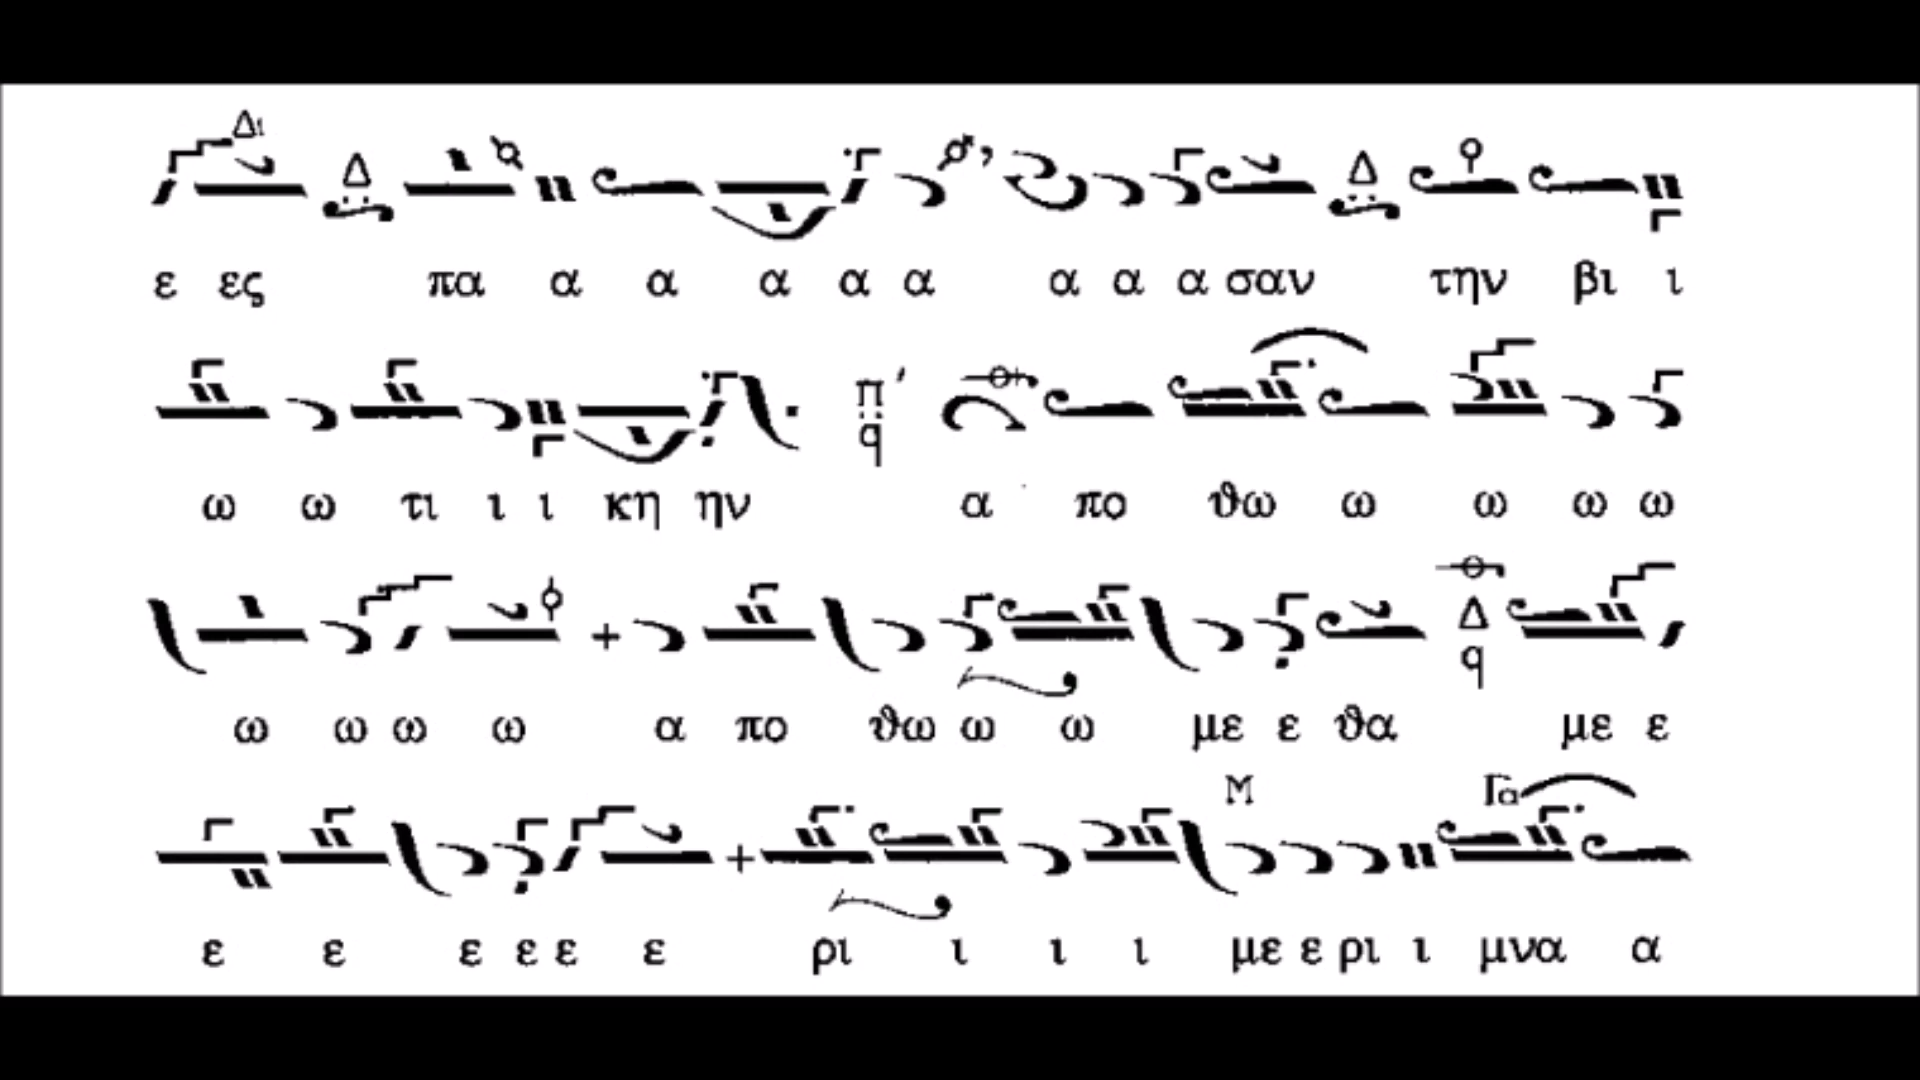 ε ες πα α α α α α α α α σαν την βι ι
ω ω τι ι ι κη ην α πο θω ω ω ω ω
ω ω ω ω α πο θω ω ω με ε θα με ε
ε ε ε ε ε ε ρι ι ι ι με ε ρι ι μνα α